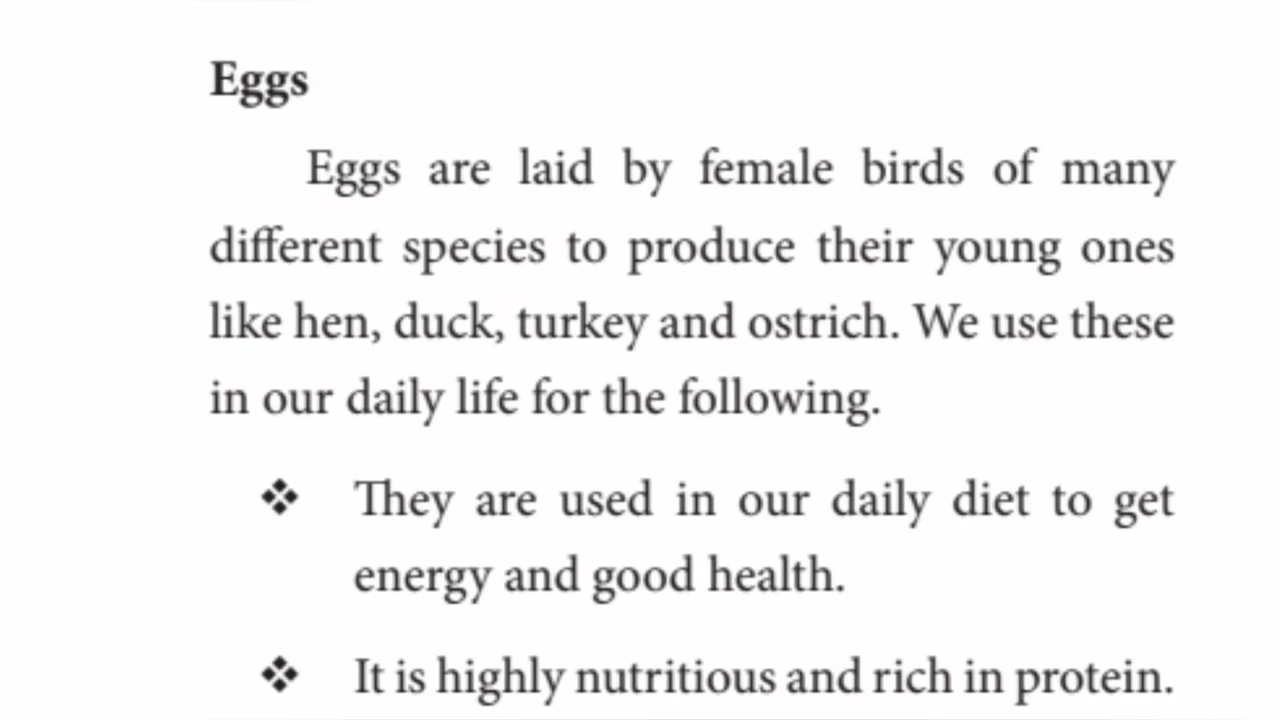 Eggs
Eggs are laid by female birds of many
different species to produce their young ones
like hen, duck, turkey and ostrich. We use these
in our daily life for the following.
❖ They are used in our daily diet to get
energy and good health.
❖ It is highly nutritious and rich in protein.